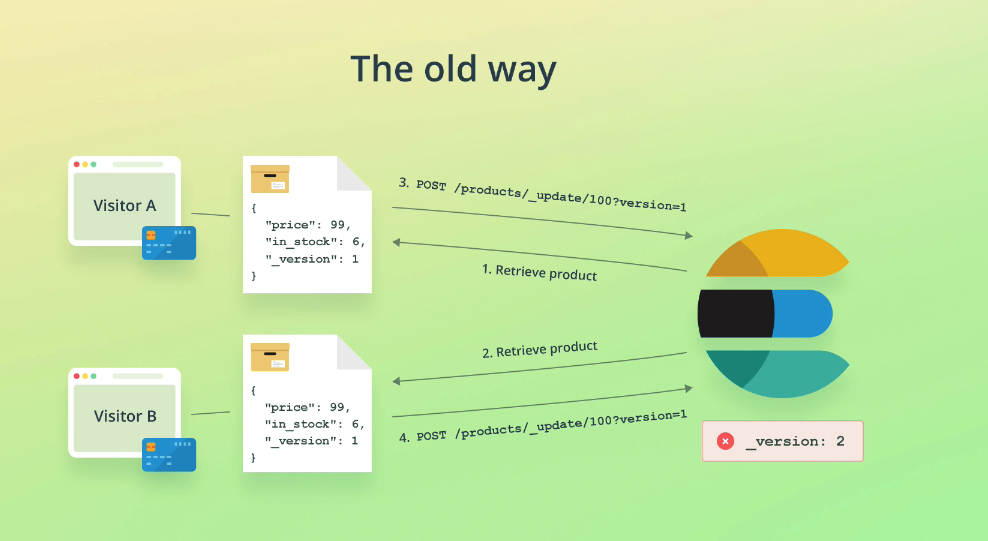 The old way
Visitor A
{
"price": 99,
"in_stock": 6,
"_version": 1
}
3. POST /products/_update/100?version=1
1. Retrieve product
Visitor B
{
"price": 99,
"in_stock": 6,
"_version": 1
}
2. Retrieve product
4. POST /products/_update/100?version=1
_version: 2